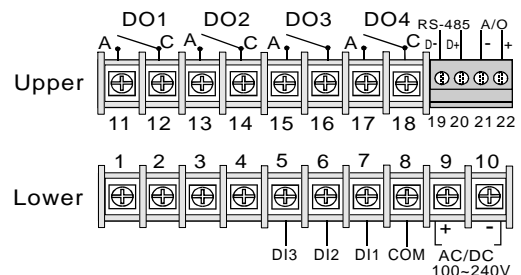 DO1 DO2 DO3 DO4 RS-485 A/O
A C A C A A C D- D+ - +
Upper
11 12 13 14 15 16 17 18 19 20 21 22
1 2 3 4 5 6 7 8 9 10
Lower
+ -
DI3 DI2 DI1 COM AC/DC
100~240V